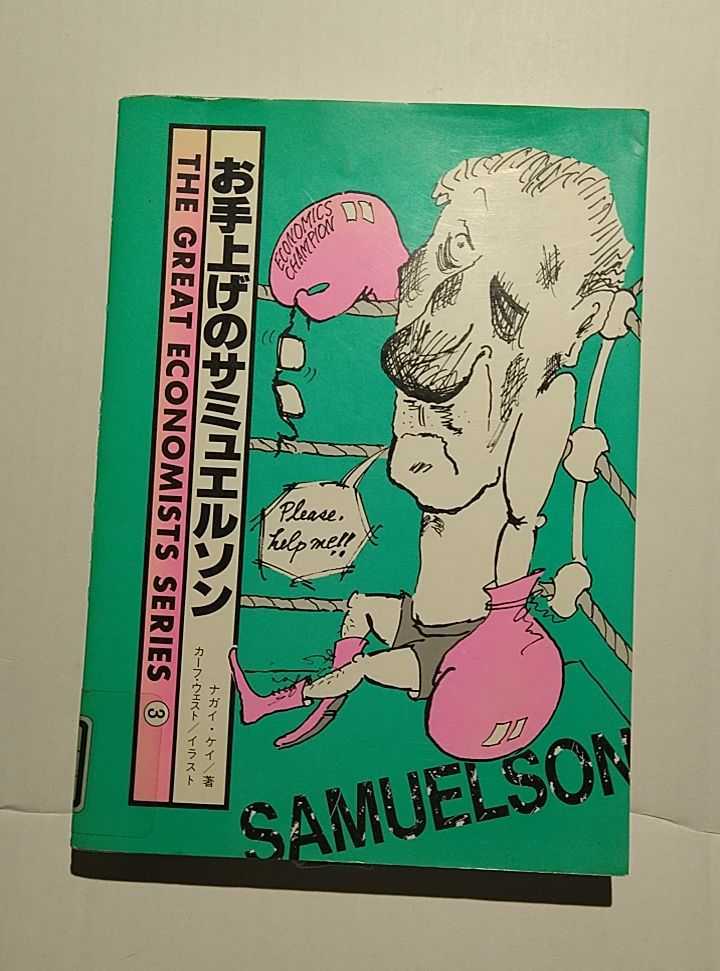 お手上げのサミュエルソン
THE GREAT ECONOMISTS SERIES 3
ナガイ・ケイ/著
カーフ・ウェスト/イラスト
ECONOMICS
CHAMPION
Please,
help me!!
SAMUELSON